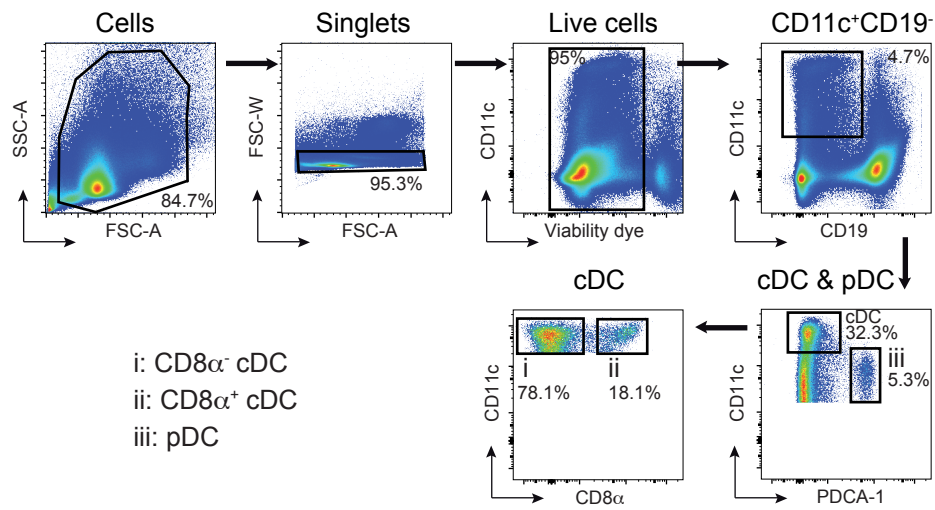 Cells
Singlets
Live cells
CD11c⁺CD19⁻
SSC-A
84.7%
FSC-A
FSC-W
95.3%
FSC-A
CD11c
95%
Viability dye
CD11c
4.7%
CD19
cDC
cDC & pDC
i: CD8α⁻ cDC
ii: CD8α⁺ cDC
iii: pDC
CD11c
i
78.1%
ii
18.1%
CD8α
CD11c
cDC
32.3%
iii
5.3%
PDCA-1